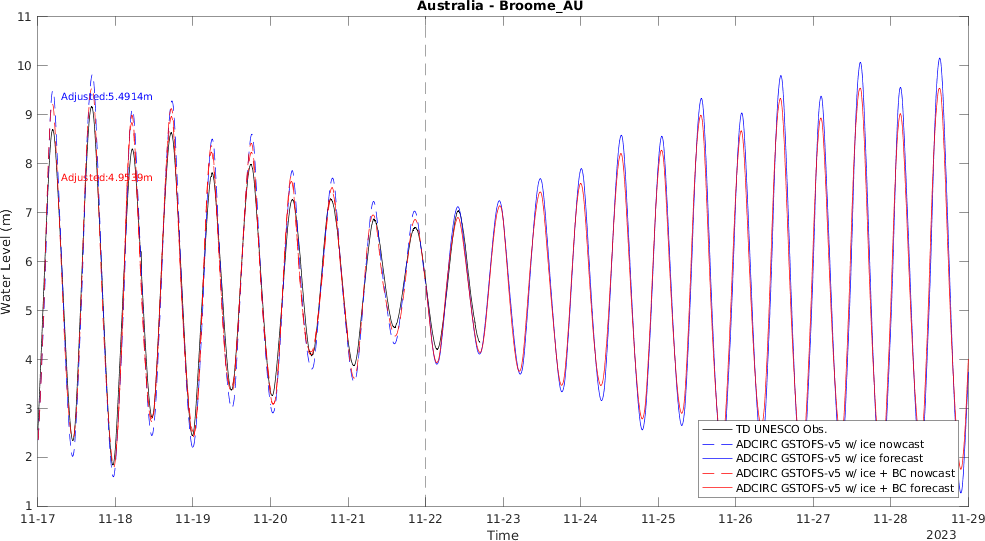 Australia - Broome_AU
11
10
9
8
7
6
5
4
3
2
1
Water Level (m)
Adjusted:5.4914m
Adjusted:4.9539m
TD UNESCO Obs.
ADCIRC GSTOFS-v5 w/ ice nowcast
ADCIRC GSTOFS-v5 w/ ice forecast
ADCIRC GSTOFS-v5 w/ ice + BC nowcast
ADCIRC GSTOFS-v5 w/ ice + BC forecast
11-17 11-18 11-19 11-20 11-21 11-22 11-23 11-24 11-25 11-26 11-27 11-28 11-29
Time
2023